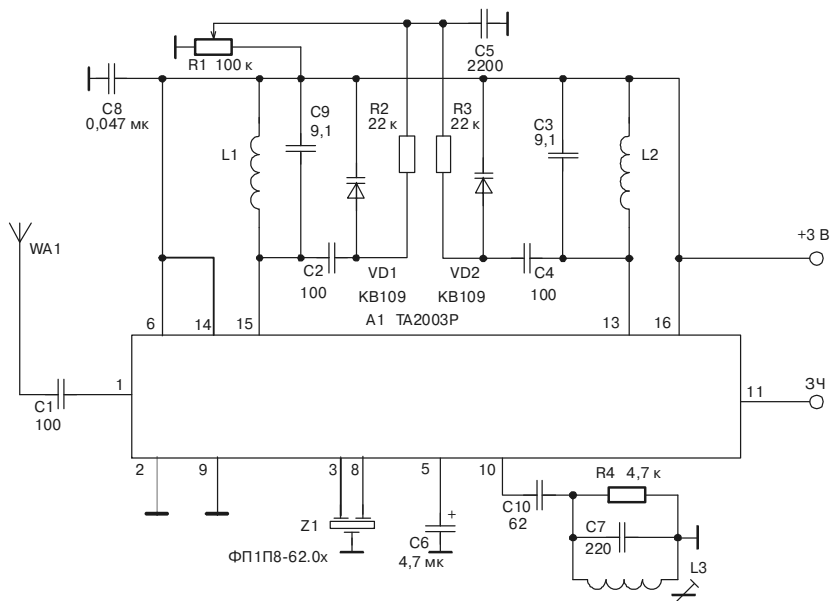 C5
2200
R1 100 к
C8
0,047 мк
C9
9,1
R2
22 к
R3
22 к
C3
9,1
L1
L2
WA1
+3 В
C2
100
VD1
КВ109
VD2
КВ109
C4
100
A1 TA2003P
6
14
15
13
16
1
11
ЗЧ
C1
100
2
9
3
8
5
10
R4 4,7 к
Z1
ФП1П8-62.0х
+
C6
4,7 мк
C10
62
C7
220
L3